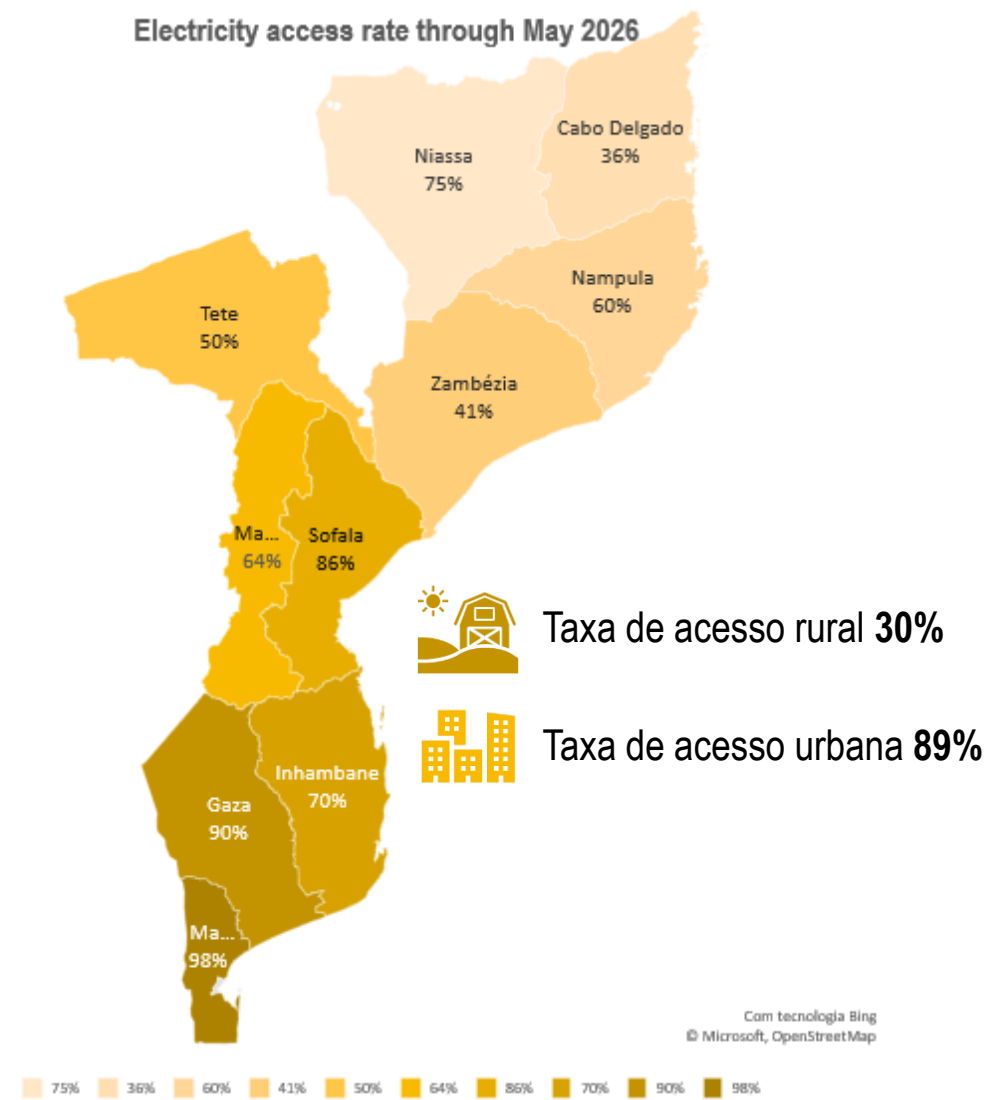 Electricity access rate through May 2026
Cabo Delgado
36%
Niassa
75%
Nampula
60%
Tete
50%
Zambézia
41%
Ma...
64%
Sofala
86%
Taxa de acesso rural 30%
Taxa de acesso urbana 89%
Inhambane
70%
Gaza
90%
Ma...
98%
Com tecnologia Bing
© Microsoft, OpenStreetMap
75% 36% 60% 41% 50% 64% 86% 70% 90% 98%